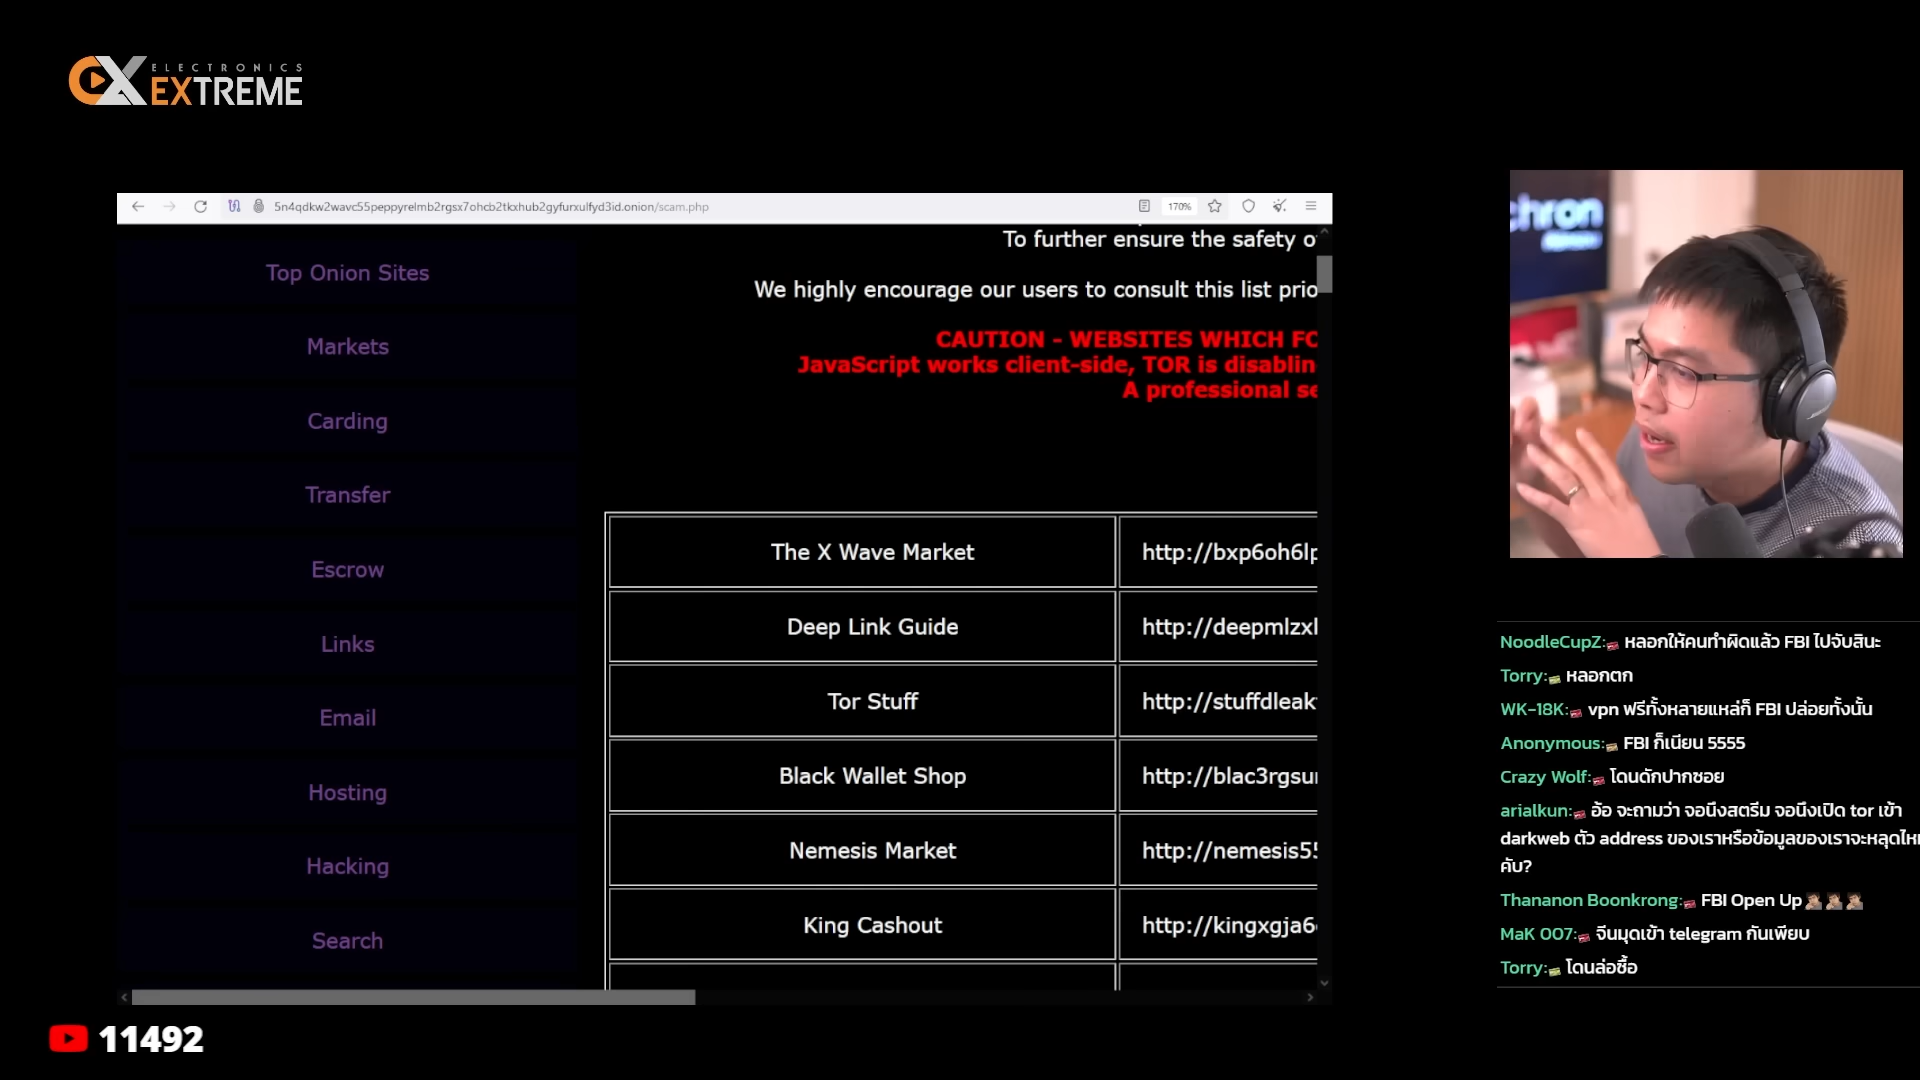 ELECTRONICS
EXTREME
5n4qdkw2wavc55peppyrelmb2rgsx7ohcb2tkxhub2gyfurxulfyd3id.onion/scam.php
170%
Top Onion Sites
Markets
Carding
Transfer
Escrow
Links
Email
Hosting
Hacking
Search
To further ensure the safety o
We highly encourage our users to consult this list prio
CAUTION - WEBSITES WHICH FO
JavaScript works client-side, TOR is disablin
A professional se
The X Wave Market http://bxp6oh6lp
Deep Link Guide http://deepmlzxl
Tor Stuff http://stuffdleak
Black Wallet Shop http://blac3rgsu
Nemesis Market http://nemesis55
King Cashout http://kingxgja6
chron
NoodleCupZ: หลอกให้คนทำผิดแล้ว FBI ไปจับสินะ
Torry: หลอกตก
WK-18K: vpn ฟรีทั้งหลายแหล่ก็ FBI ปล่อยทั้งนั้น
Anonymous: FBI ก็เนียน 5555
Crazy Wolf: โดนดักปากซอย
arialkun: อ้อ จะถามว่า จอนึงสตรีม จอนึงเปิด tor เข้า
darkweb ตัว address ของเราหรือข้อมูลของเราจะหลุดไหม
คับ?
Thananon Boonkrong: FBI Open Up
MaK 007: จีนมุดเข้า telegram กันเพียบ
Torry: โดนล่อซื้อ
11492